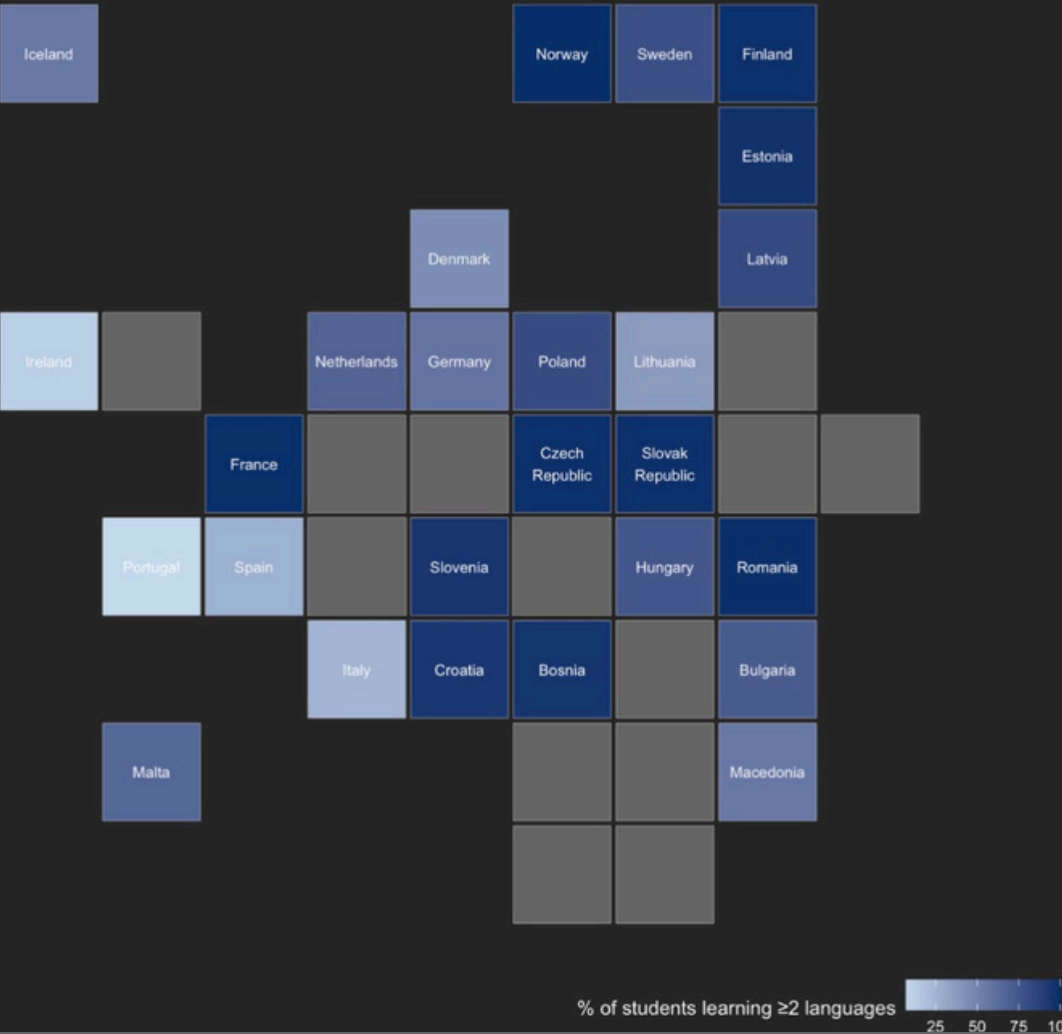 Iceland
Norway
Sweden
Finland
Estonia
Denmark
Latvia
Ireland
Netherlands
Germany
Poland
Lithuania
France
Czech
Republic
Slovak
Republic
Portugal
Spain
Slovenia
Hungary
Romania
Italy
Croatia
Bosnia
Bulgaria
Malta
Macedonia
% of students learning ≥2 languages
25 50 75